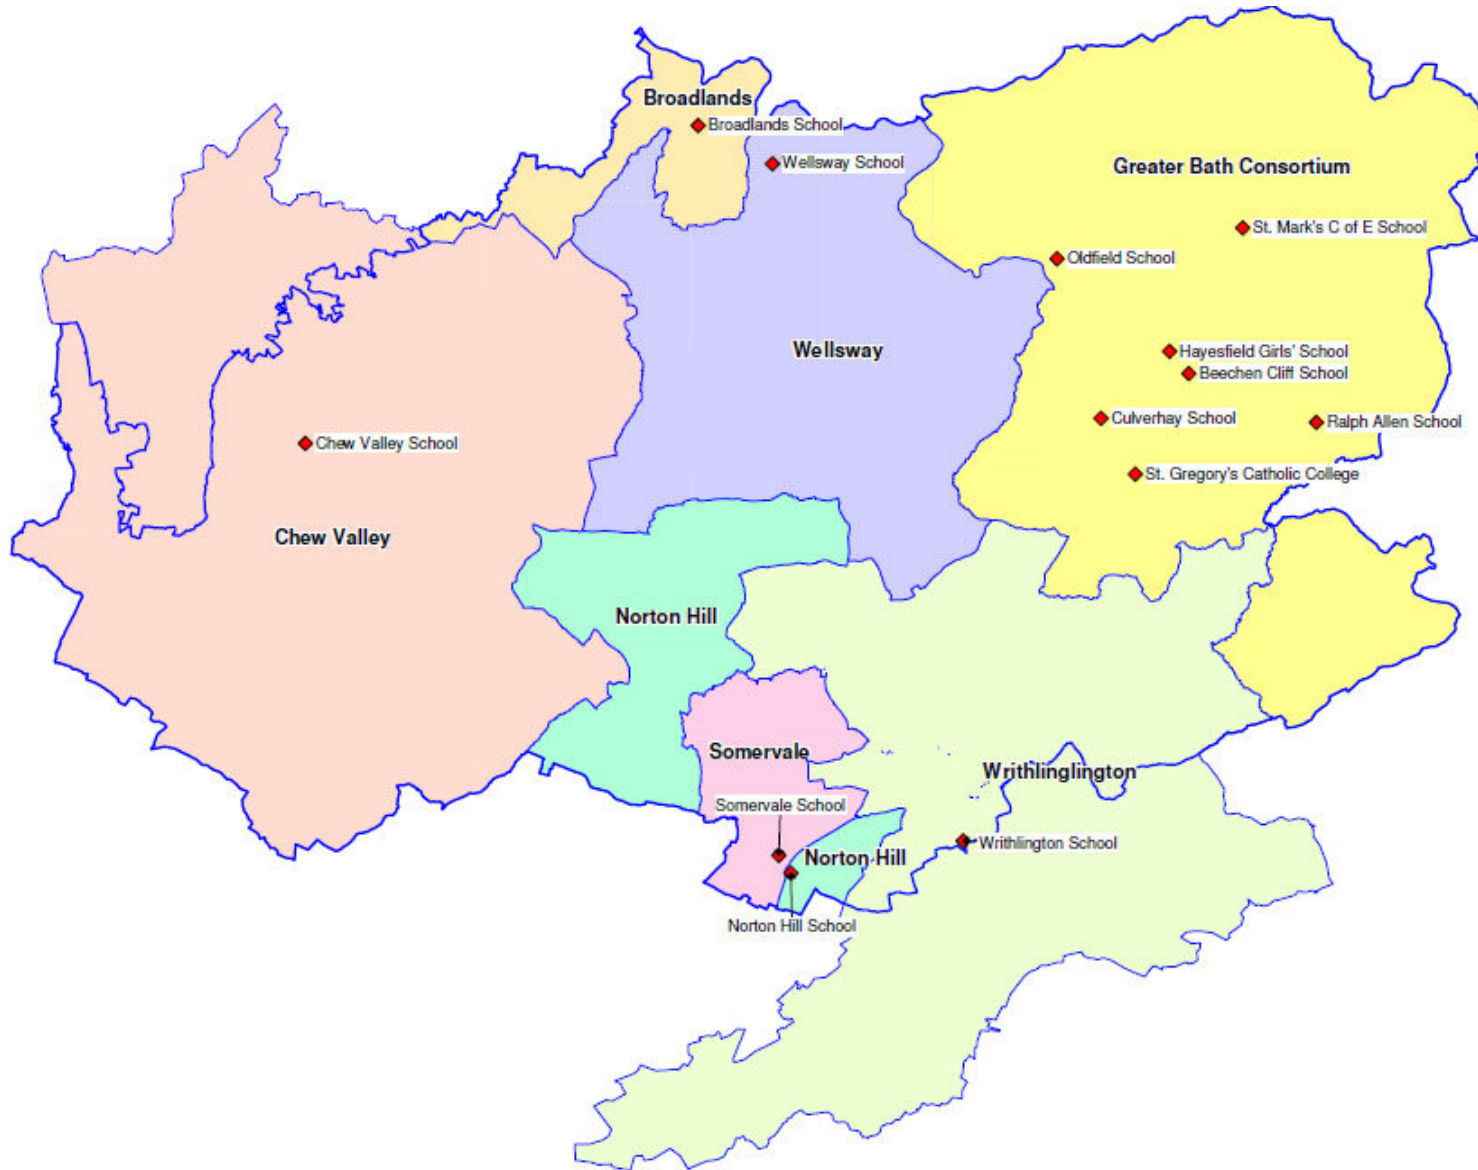 Broadlands
Broadlands School
Wellsway School
Greater Bath Consortium
St. Mark's C of E School
Oldfield School
Wellsway
Hayesfield Girls' School
Beechen Cliff School
Culverhay School
Ralph Allen School
Chew Valley School
St. Gregory's Catholic College
Chew Valley
Norton Hill
Somervale
Writhlinglington
Somervale School
Writhlington School
Norton Hill
Norton Hill School